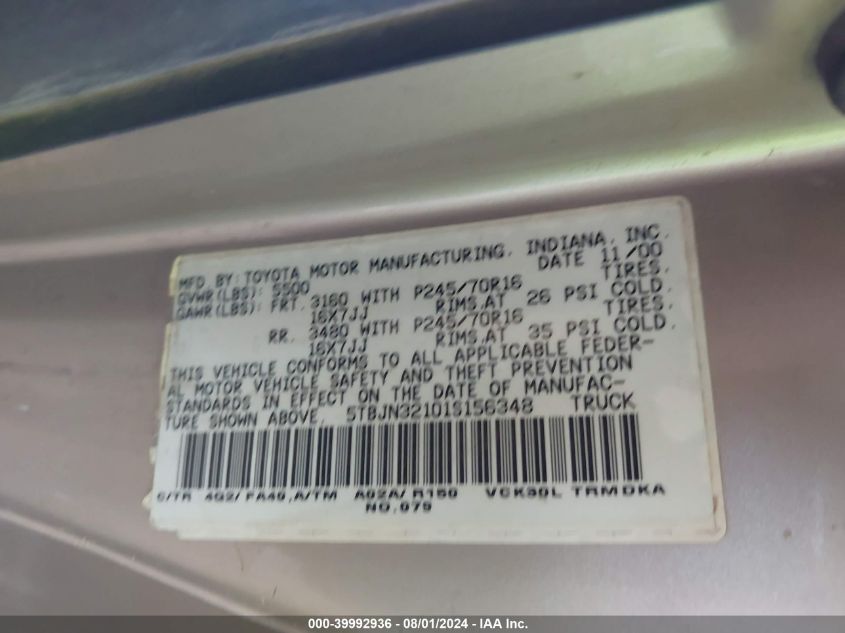 MFD. BY: TOYOTA MOTOR MANUFACTURING, INDIANA, INC.
GVWR(LBS): 5500 DATE 11/00
GAWR(LBS): FRT. 3160 WITH P245/70R16 TIRES.
16X7JJ RIMS,AT 26 PSI COLD.
RR. 3480 WITH P245/70R16 TIRES.
16X7JJ RIMS,AT 35 PSI COLD.
THIS VEHICLE CONFORMS TO ALL APPLICABLE FEDER-
AL MOTOR VEHICLE SAFETY AND THEFT PREVENTION
STANDARDS IN EFFECT ON THE DATE OF MANUFAC-
TURE SHOWN ABOVE. 5TBJN32101S156348 TRUCK
C/TR 4Q2/ FA40,A/TM A02A/ R150 VCK30L TRMDKA
NO.075
000-39992936 - 08/01/2024 - IAA Inc.